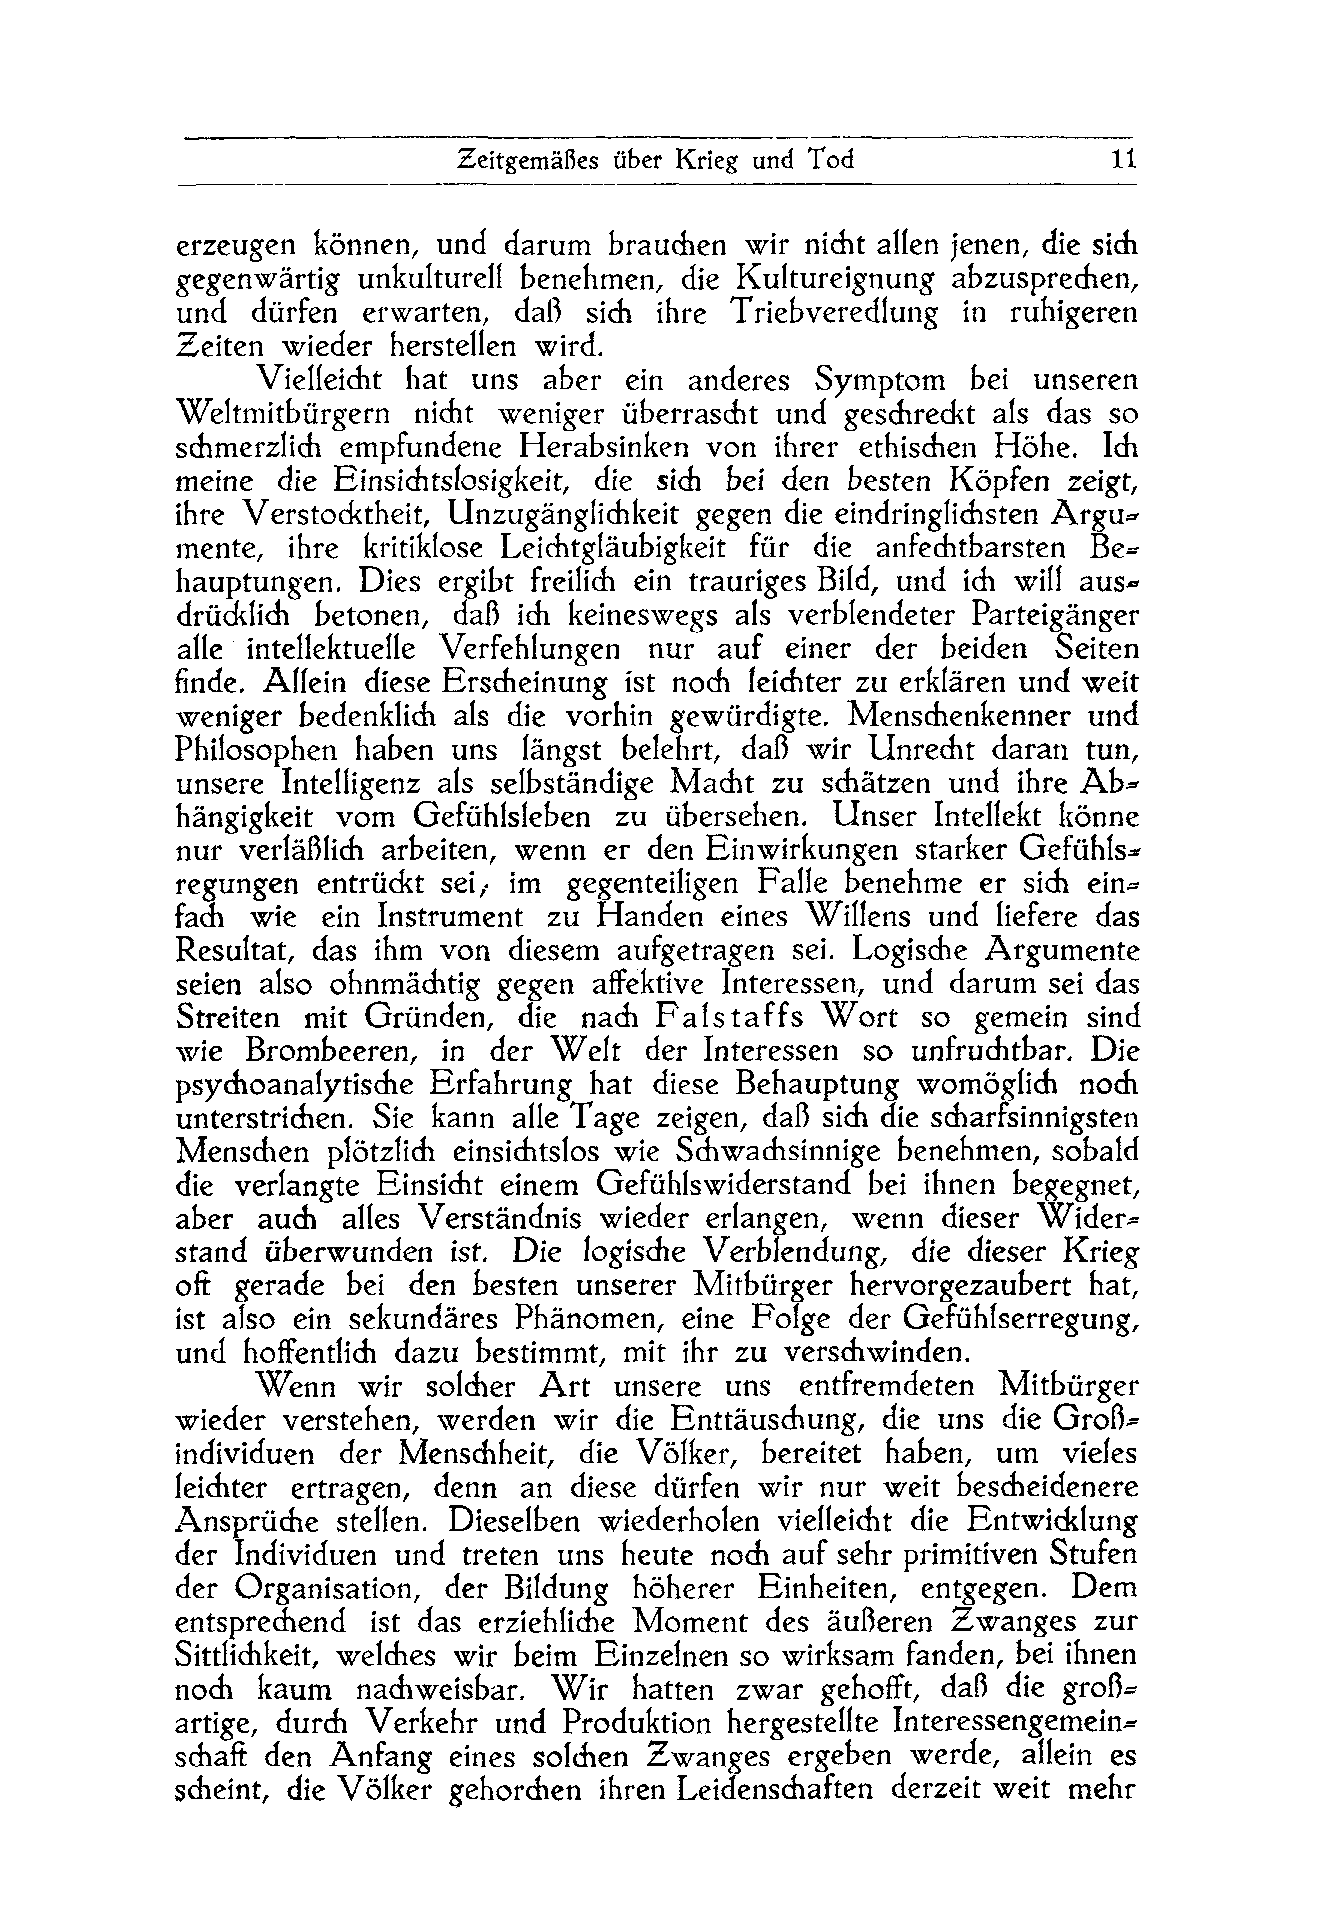 Zeitgemäßes über Krieg und Tod 11
erzeugen können, und darum brauchen wir nicht allen jenen, die sich
gegenwärtig unkulturell benehmen, die Kultureignung abzusprechen,
und dürfen erwarten, daß sich ihre Triebveredlung in ruhigeren
Zeiten wieder herstellen wird.
Vielleicht hat uns aber ein anderes Symptom bei unseren
Weltmitbürgern nicht weniger überrascht und geschreckt als das so
schmerzlich empfundene Herabsinken von ihrer ethischen Höhe. Ich
meine die Einsichtslosigkeit, die sich bei den besten Köpfen zeigt,
ihre Verstocktheit, Unzugänglichkeit gegen die eindringlichsten Argu-
mente, ihre kritiklose Leichtgläubigkeit für die anfechtbarsten Be-
hauptungen. Dies ergibt freilich ein trauriges Bild, und ich will aus-
drücklich betonen, daß ich keineswegs als verblendeter Parteigänger
alle intellektuelle Verfehlungen nur auf einer der beiden Seiten
finde. Allein diese Erscheinung ist noch leichter zu erklären und weit
weniger bedenklich als die vorhin gewürdigte. Menschenkenner und
Philosophen haben uns längst belehrt, daß wir Unrecht daran tun,
unsere Intelligenz als selbständige Macht zu schätzen und ihre Ab-
hängigkeit vom Gefühlsleben zu übersehen. Unser Intellekt könne
nur verläßlich arbeiten, wenn er den Einwirkungen starker Gefühls-
regungen entrückt sei; im gegenteiligen Falle benehme er sich ein-
fach wie ein Instrument zu Handen eines Willens und liefere das
Resultat, das ihm von diesem aufgetragen sei. Logische Argumente
seien also ohnmächtig gegen affektive Interessen, und darum sei das
Streiten mit Gründen, die nach Falstaffs Wort so gemein sind
wie Brombeeren, in der Welt der Interessen so unfruchtbar. Die
psychoanalytische Erfahrung hat diese Behauptung womöglich noch
unterstrichen. Sie kann alle Tage zeigen, daß sich die scharfsinnigsten
Menschen plötzlich einsichtslos wie Schwachsinnige benehmen, sobald
die verlangte Einsicht einem Gefühlswiderstand bei ihnen begegnet,
aber auch alles Verständnis wieder erlangen, wenn dieser Wider-
stand überwunden ist. Die logische Verblendung, die dieser Krieg
oft gerade bei den besten unserer Mitbürger hervorgezaubert hat,
ist also ein sekundäres Phänomen, eine Folge der Gefühlserregung,
und hoffentlich dazu bestimmt, mit ihr zu verschwinden.
Wenn wir solcher Art unsere uns entfremdeten Mitbürger
wieder verstehen, werden wir die Enttäuschung, die uns die Groß-
individuen der Menschheit, die Völker, bereitet haben, um vieles
leichter ertragen, denn an diese dürfen wir nur weit bescheidenere
Ansprüche stellen. Dieselben wiederholen vielleicht die Entwicklung
der Individuen und treten uns heute noch auf sehr primitiven Stufen
der Organisation, der Bildung höherer Einheiten, entgegen. Dem
entsprechend ist das erziehliche Moment des äußeren Zwanges zur
Sittlichkeit, welches wir beim Einzelnen so wirksam fanden, bei ihnen
noch kaum nachweisbar. Wir hatten zwar gehofft, daß die groß-
artige, durch Verkehr und Produktion hergestellte Interessengemein-
schaft den Anfang eines solchen Zwanges ergeben werde, allein es
scheint, die Völker gehorchen ihren Leidenschaften derzeit weit mehr